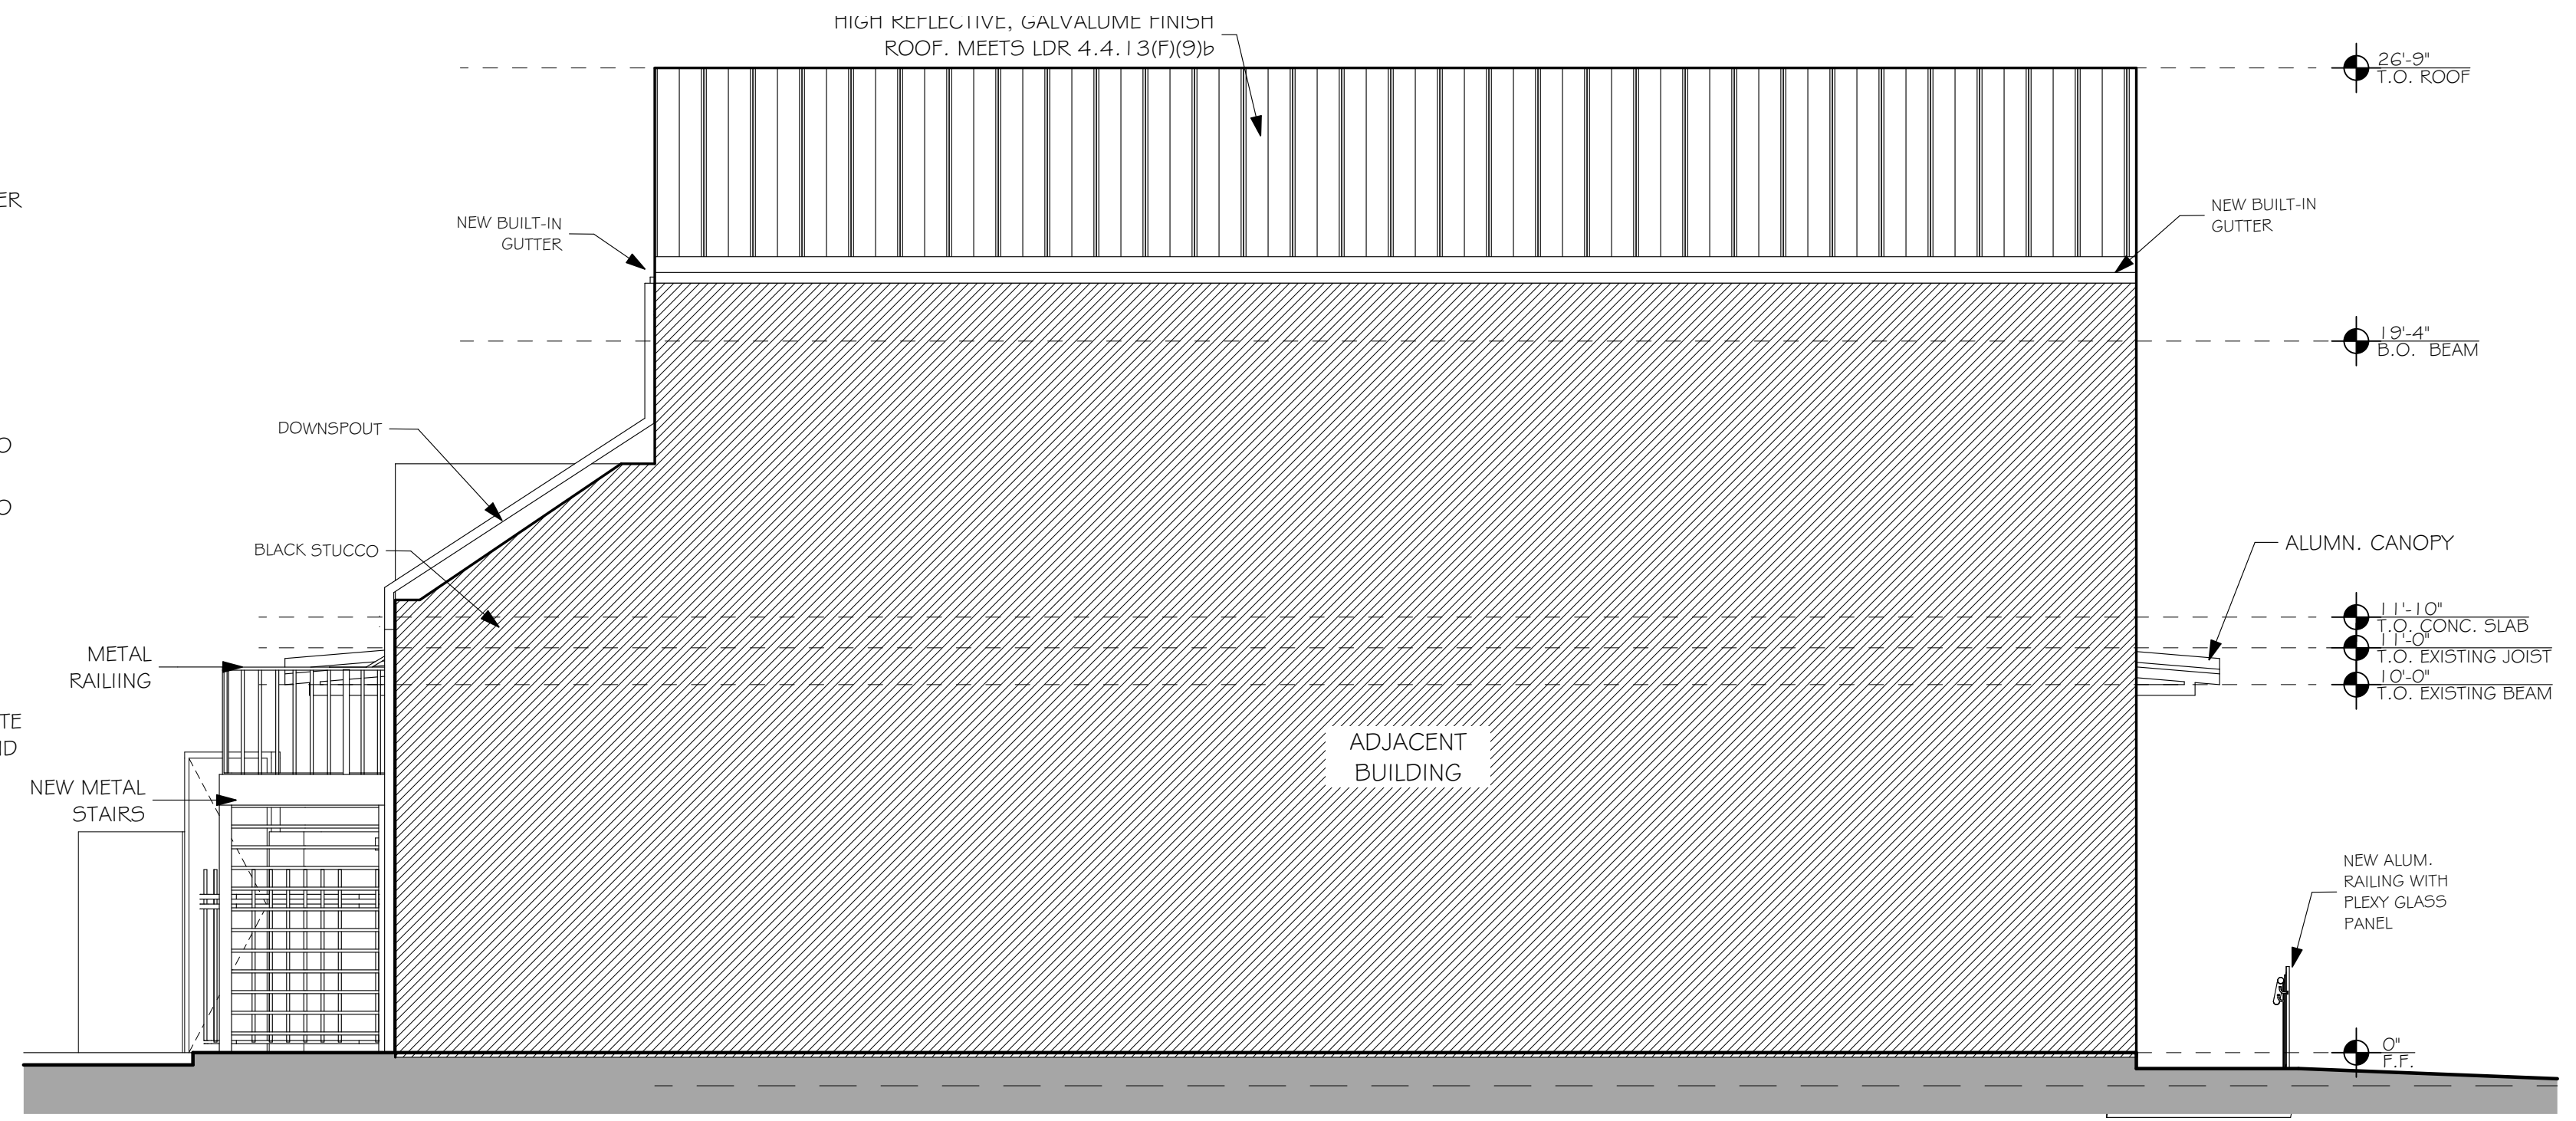 HIGH REFLECTIVE, GALVALUME FINISH
ROOF. MEETS LDR 4.4.13(F)(9)b
26'-9"
T.O. ROOF
ER
NEW BUILT-IN
GUTTER
NEW BUILT-IN
GUTTER
19'-4"
B.O. BEAM
DOWNSPOUT
O
O
BLACK STUCCO
ALUMN. CANOPY
11'-10"
T.O. CONC. SLAB
11'-0"
T.O. EXISTING JOIST
10'-0"
T.O. EXISTING BEAM
METAL
RAILIING
TE
ND
NEW METAL
STAIRS
ADJACENT
BUILDING
NEW ALUM.
RAILING WITH
PLEXY GLASS
PANEL
0"
F.F.